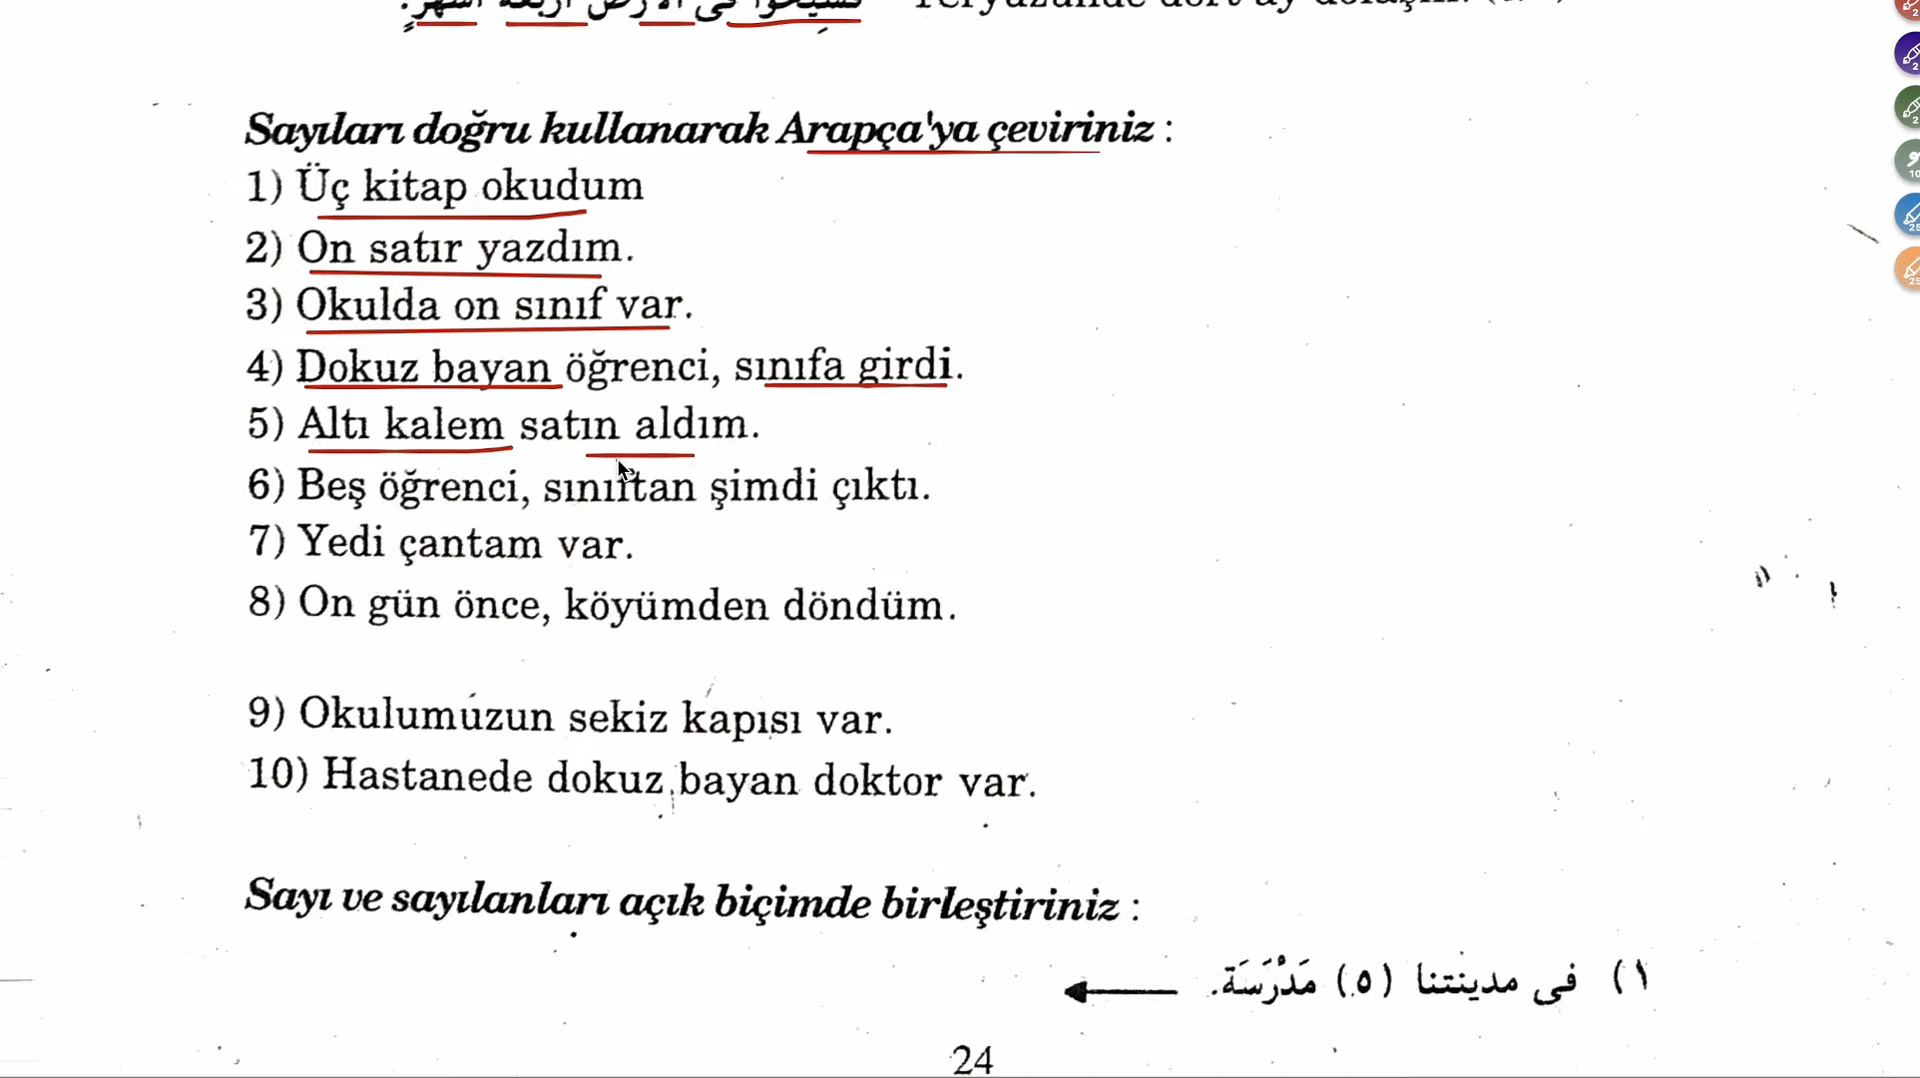 Sayıları doğru kullanarak Arapça'ya çeviriniz :
1) Üç kitap okudum
2) On satır yazdım.
3) Okulda on sınıf var.
4) Dokuz bayan öğrenci, sınıfa girdi.
5) Altı kalem satın aldım.
6) Beş öğrenci, sınıftan şimdi çıktı.
7) Yedi çantam var.
8) On gün önce, köyümden döndüm.
9) Okulumuzun sekiz kapısı var.
10) Hastanede dokuz bayan doktor var.
Sayı ve sayılanları açık biçimde birleştiriniz :
١) فى مدينتنا (٥) مَدْرَسَة.
24